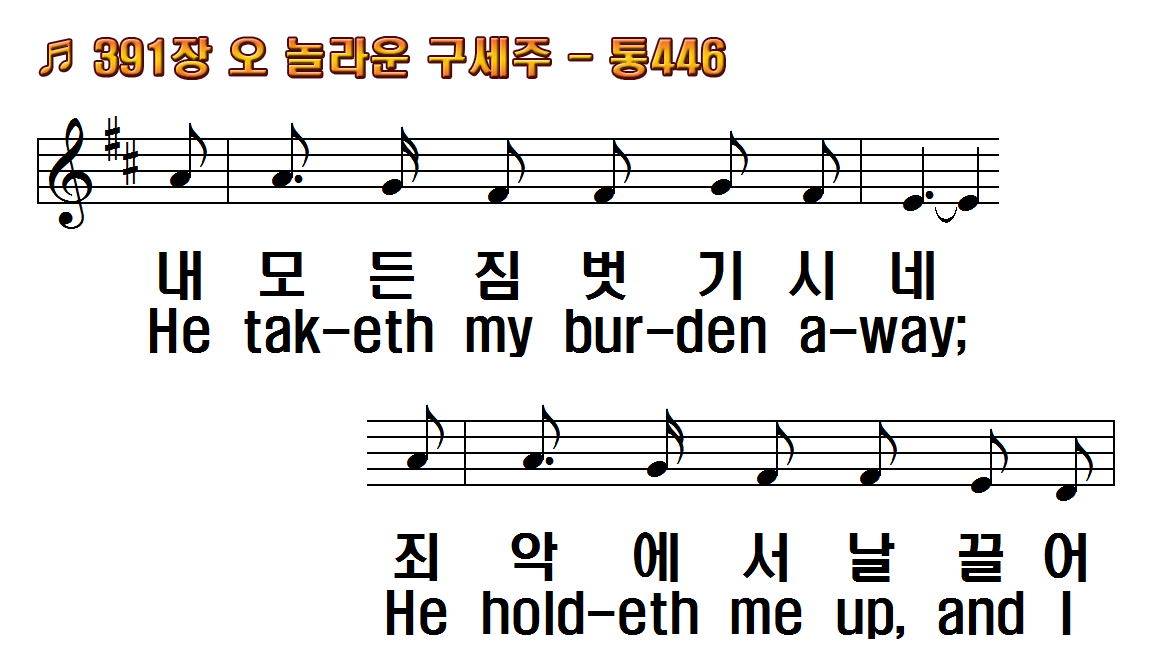 ♬ 391장 오 놀라운 구세주 - 통446
내 모 든 짐 벗 기 시 네
He tak-eth my bur-den a-way;
죄 악 에 서 날 끌 어
He hold-eth me up, and I